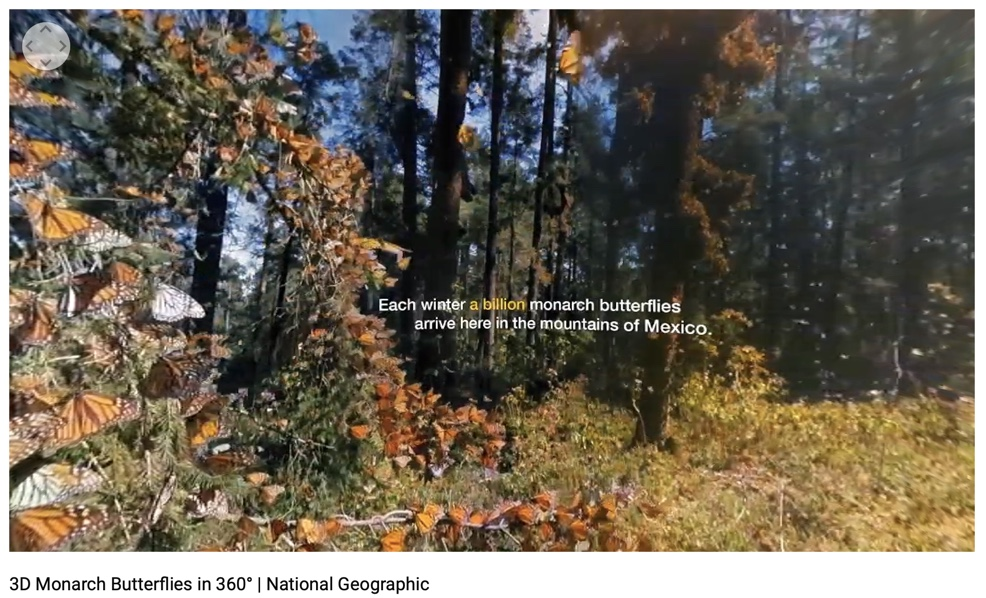 Each winter a billion monarch butterflies
arrive here in the mountains of Mexico.
3D Monarch Butterflies in 360° | National Geographic